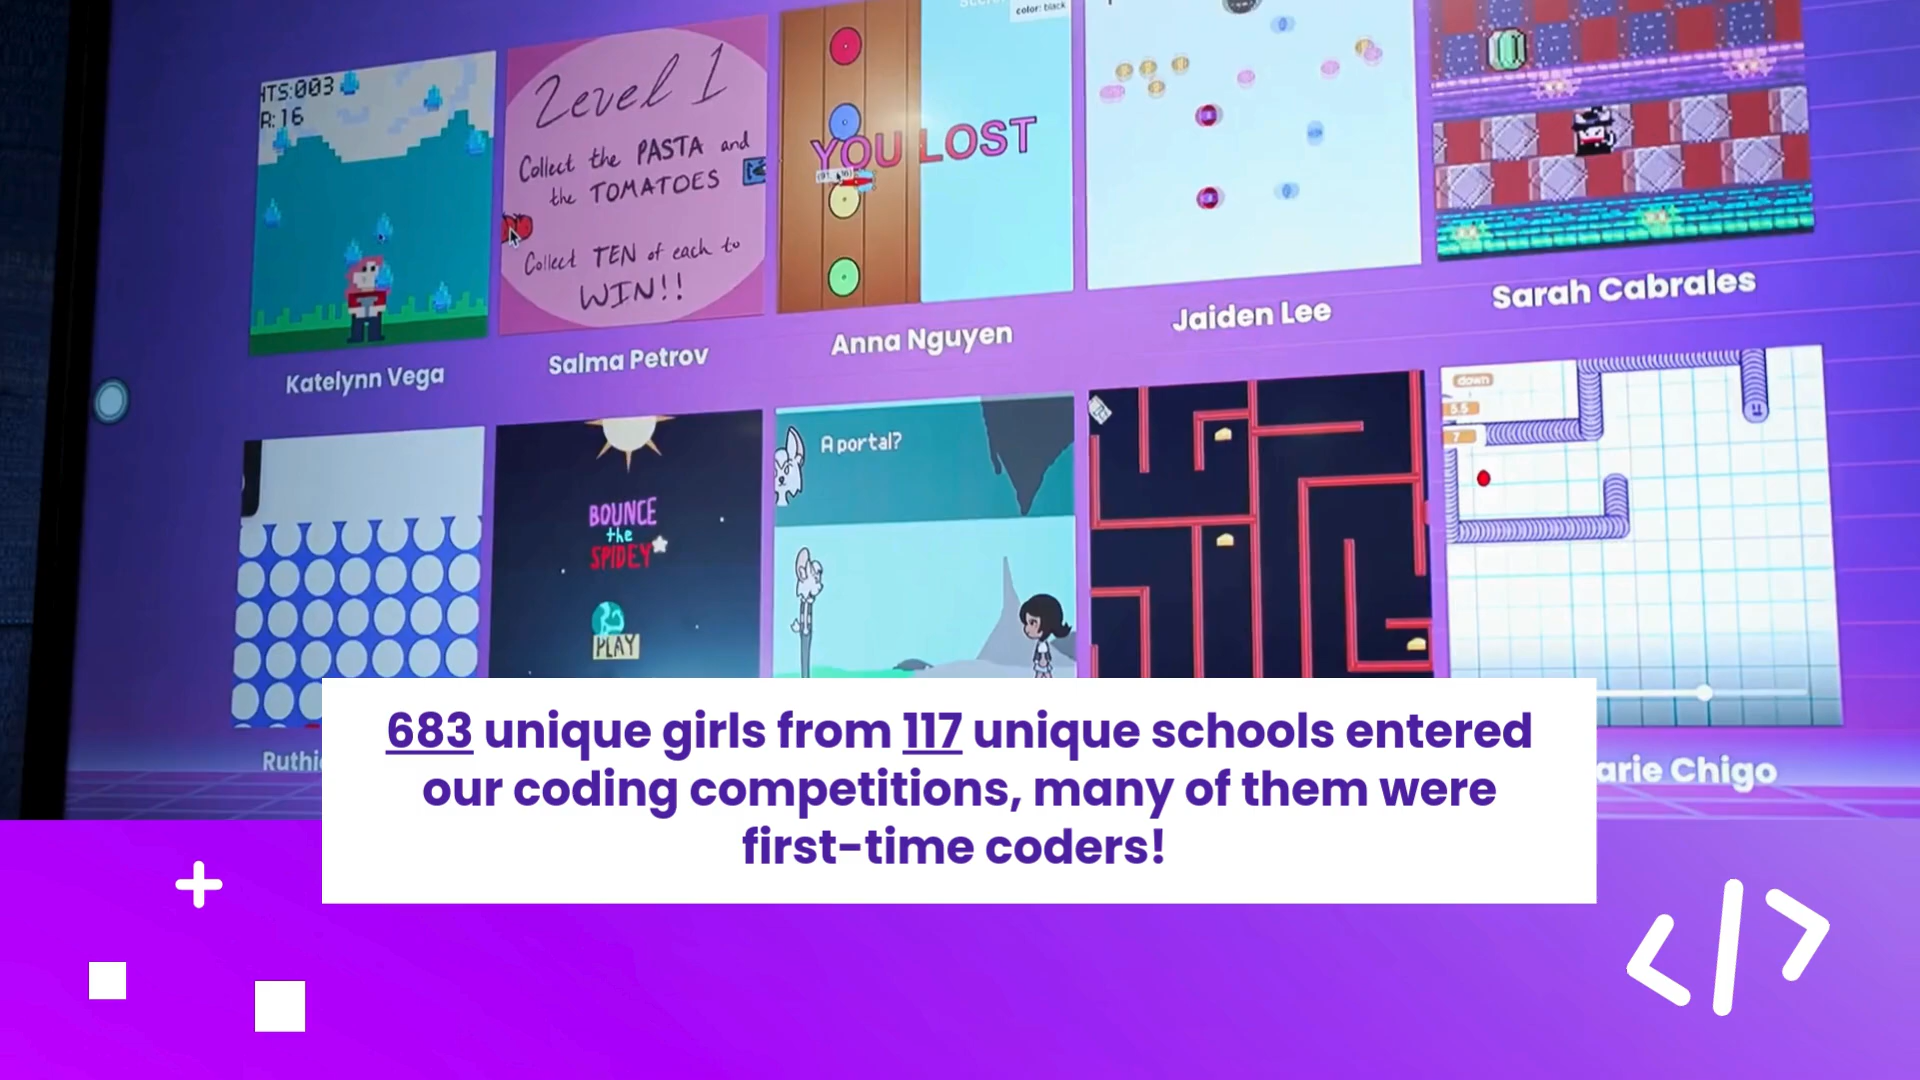 color: black
HTS:003
R:16
Level 1
Collect the PASTA and
the TOMATOES
Collect TEN of each to
WIN!!
YOU LOST
Katelynn Vega
Salma Petrov
Anna Nguyen
Jaiden Lee
Sarah Cabrales
BOUNCE
the
SPIDEY
PLAY
A portal?
down
5.5
7
arie Chigo
683 unique girls from 117 unique schools entered
our coding competitions, many of them were
first-time coders!